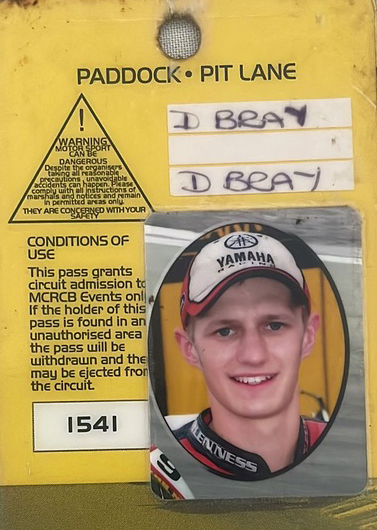 PADDOCK • PIT LANE
!
WARNING
MOTOR SPORT
CAN BE
DANGEROUS
Despite the organisers
taking all reasonable
precautions , unavoidable
accidents can happen. Please
comply with all instructions of
marshals and notices and remain
in permitted areas only.
THEY ARE CONCERNED WITH YOUR
SAFETY
D BRAY
D BRAY
CONDITIONS OF
USE
This pass grants
circuit admission to
MCRCB Events onl
If the holder of this
pass is found in an
unauthorised area
the pass will be
withdrawn and the
may be ejected from
the circuit.
1541
YAMAHA
RACING
LENNESS